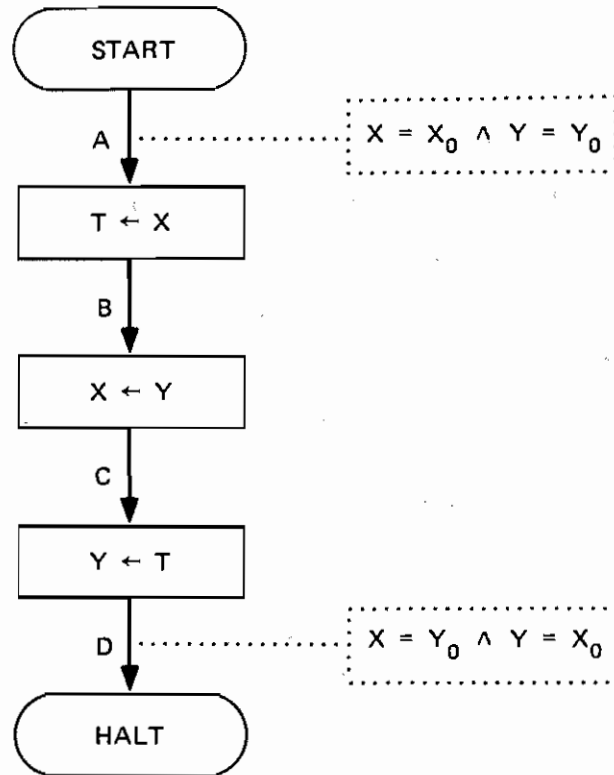 START
A
X = X₀ ∧ Y = Y₀
T ← X
B
X ← Y
C
Y ← T
D
X = Y₀ ∧ Y = X₀
HALT